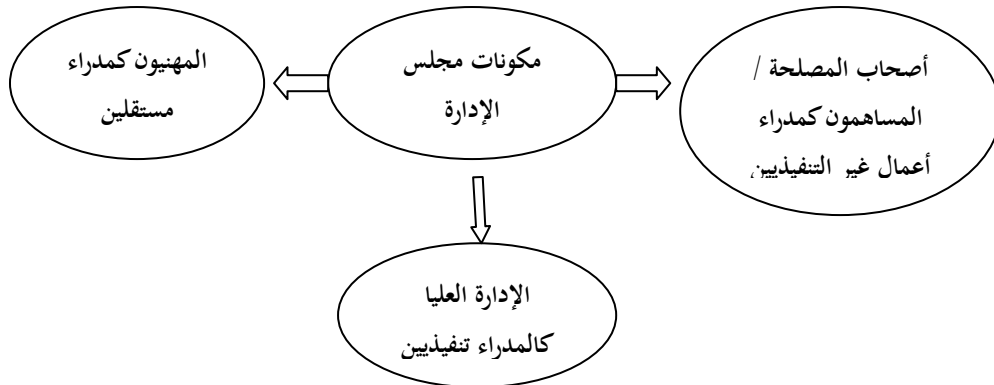 مكونات مجلس
الإدارة
أصحاب المصلحة /
المساهمون كمدراء
أعمال غير التنفيذيين
المهنيون كمدراء
مستقلين
الإدارة العليا
كالمدراء تنفيذيين